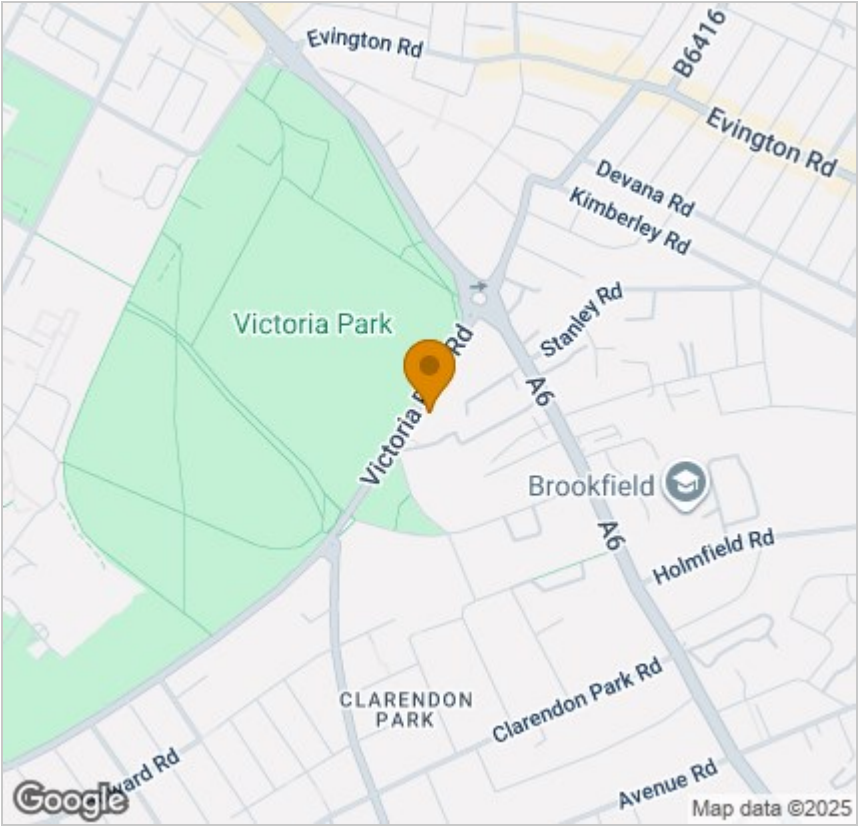 Evington Rd
B6416
Evington Rd
Devana Rd
Kimberley Rd
Victoria Park
Stanley Rd
Victoria
Rd
A6
Brookfield
A6
Holmfield Rd
CLARENDON
PARK
Clarendon Park Rd
Avenue Rd
Rd
Google
Map data ©2025